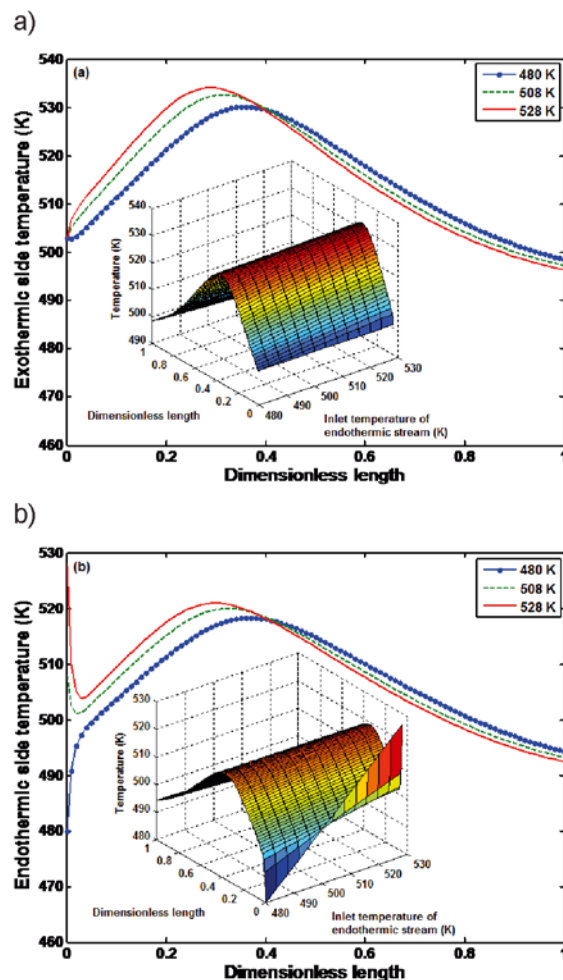 a)
(a)
480 K
508 K
528 K
540
530
520
510
500
490
480
470
460
Exothermic side temperature (K)
0
0.2
0.4
0.6
0.8
1
Dimensionless length
540
530
520
510
500
490
Temperature (K)
1
0.8
0.6
0.4
0.2
0
Dimensionless length
480
490
500
510
520
530
Inlet temperature of
endothermic stream (K)
b)
(b)
480 K
508 K
528 K
530
520
510
500
490
480
470
460
Endothermic side temperature (K)
0
0.2
0.4
0.6
0.8
1
Dimensionless length
530
520
510
500
490
480
Temperature (K)
1
0.8
0.6
0.4
0.2
0
Dimensionless length
480
490
500
510
520
530
Inlet temperature of
endothermic stream (K)